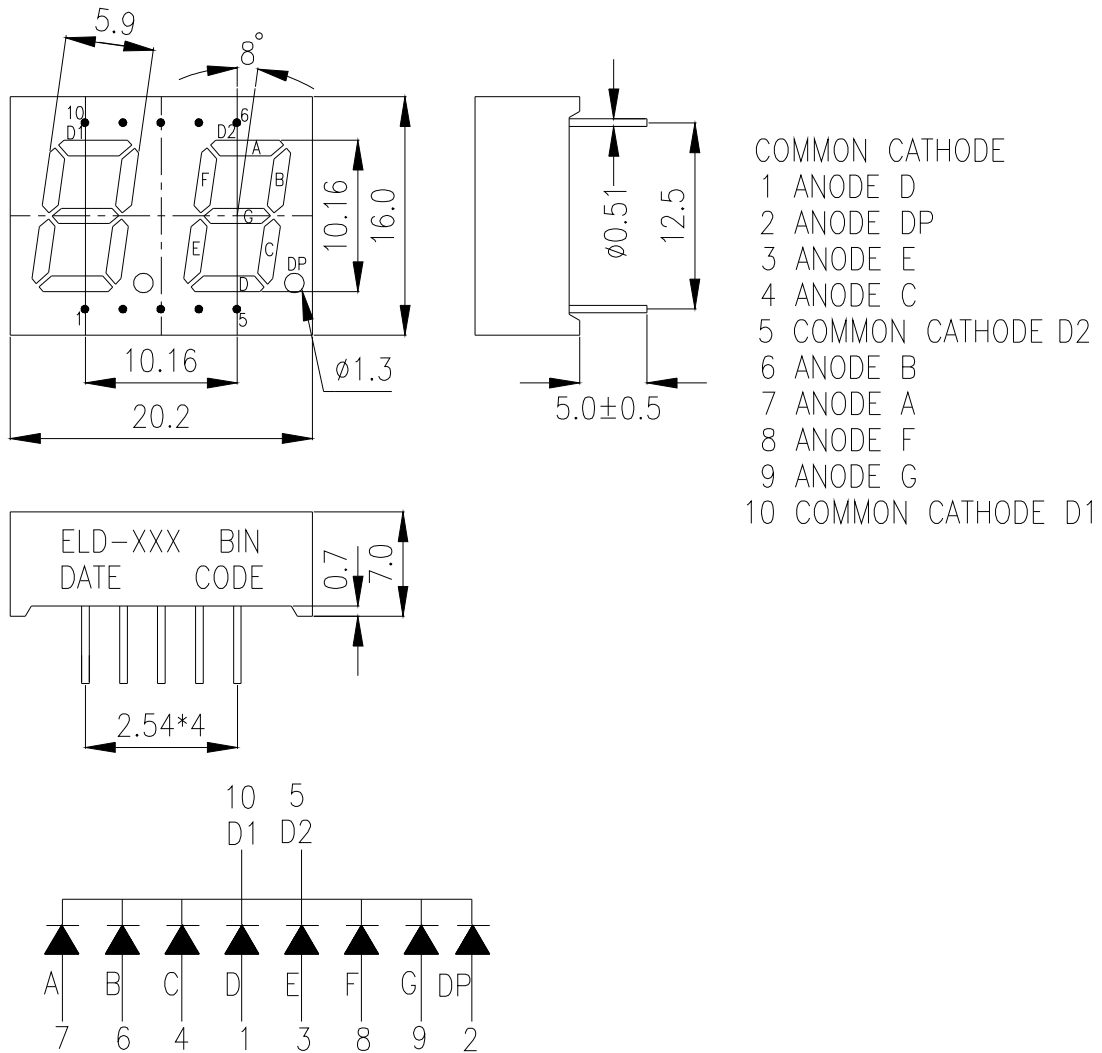 5.9
8°
10
6
D1
D2
A
F
B
G
E
C
D
DP
1
5
10.16
16.0
10.16
20.2
ø1.3
ø0.51
12.5
5.0±0.5
COMMON CATHODE
1 ANODE D
2 ANODE DP
3 ANODE E
4 ANODE C
5 COMMON CATHODE D2
6 ANODE B
7 ANODE A
8 ANODE F
9 ANODE G
10 COMMON CATHODE D1
ELD-XXX BIN
DATE CODE
0.7
7.0
2.54*4
10 5
D1 D2
A B C D E F G DP
7 6 4 1 3 8 9 2